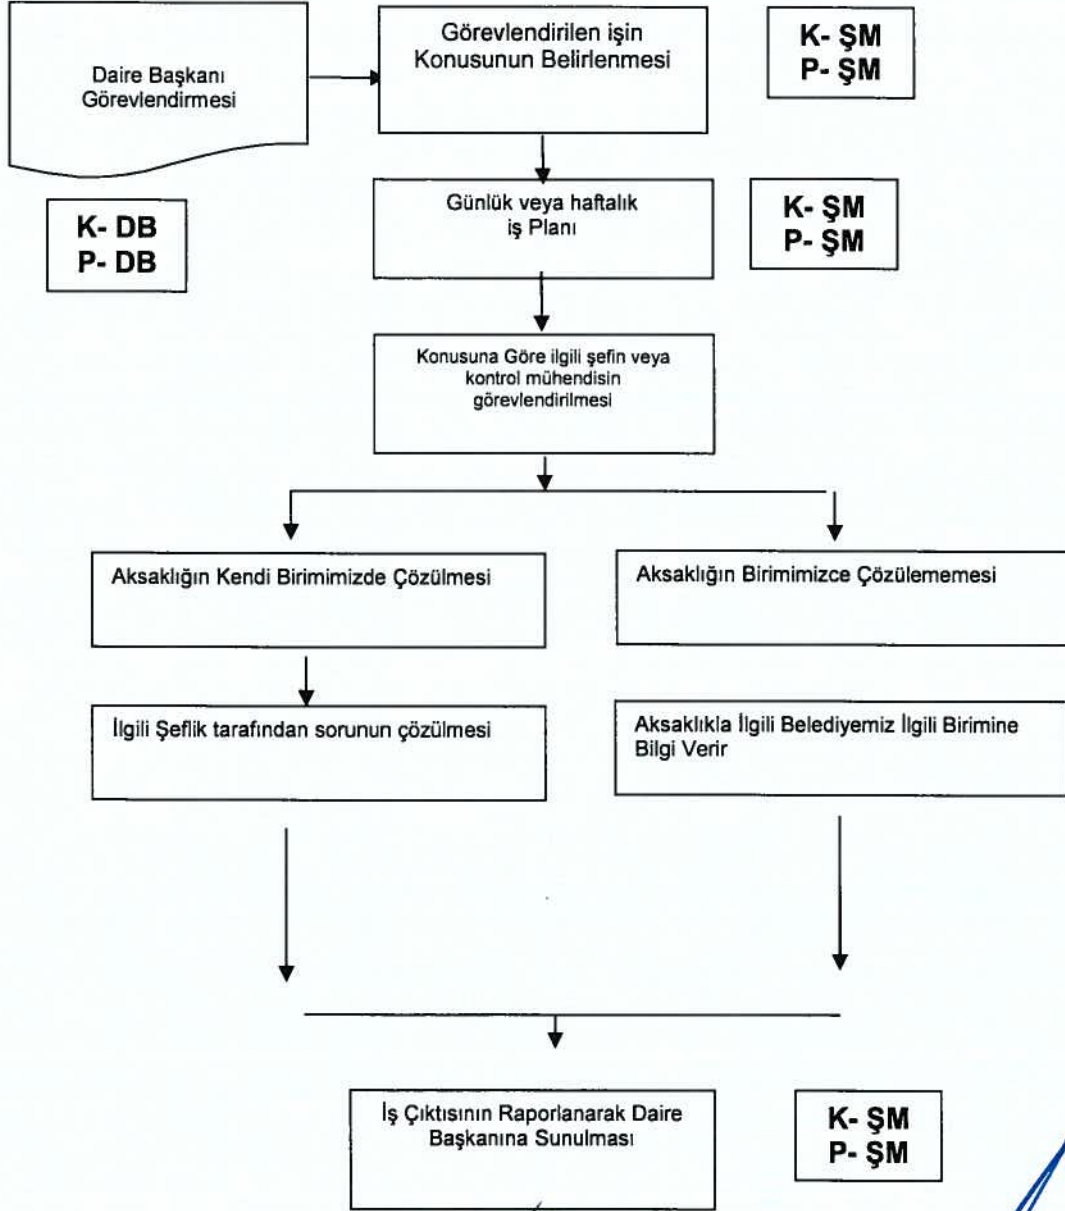 Daire Başkanı
Görevlendirmesi
Görevlendirilen işin
Konusunun Belirlenmesi
K- ŞM
P- ŞM
K- DB
P- DB
Günlük veya haftalık
iş Planı
K- ŞM
P- ŞM
Konusuna Göre ilgili şefin veya
kontrol mühendisin
görevlendirilmesi
Aksaklığın Kendi Birimimizde Çözülmesi
Aksaklığın Birimimizce Çözülememesi
İlgili Şeflik tarafından sorunun çözülmesi
Aksaklıkla İlgili Belediyemiz İlgili Birimine
Bilgi Verir
İş Çıktısının Raporlanarak Daire
Başkanına Sunulması
K- ŞM
P- ŞM